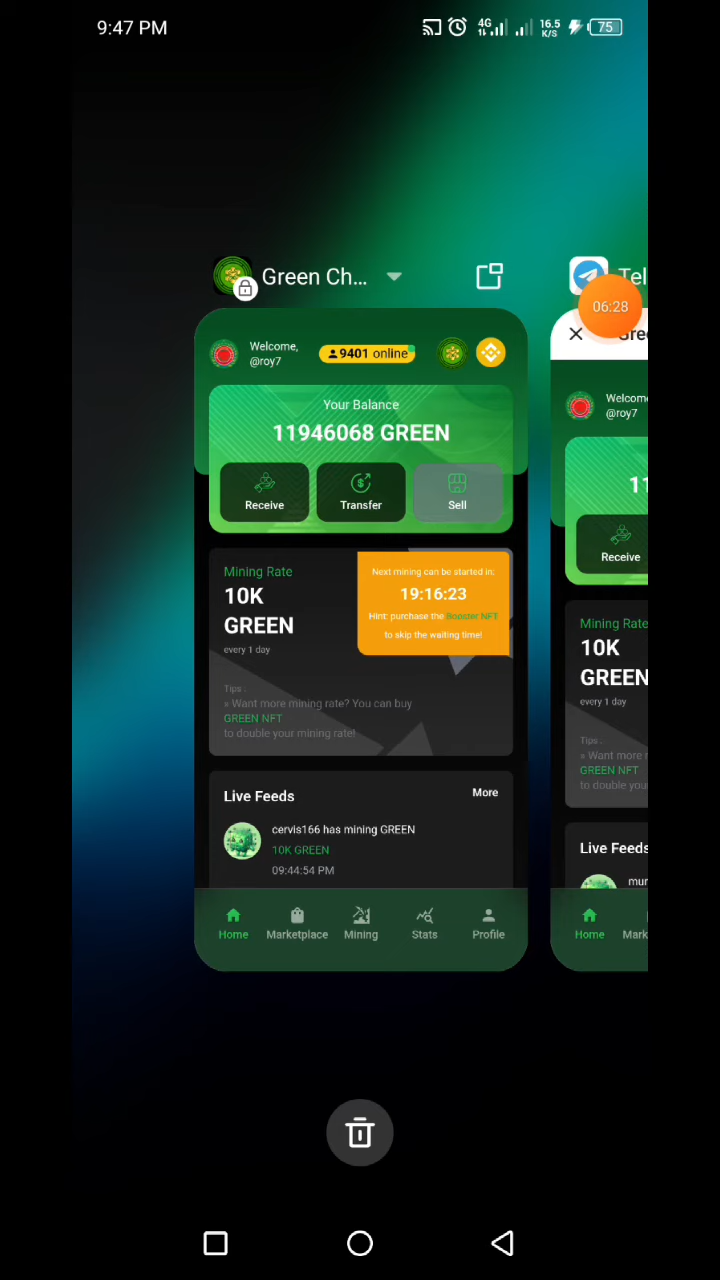 9:47 PM
4G
16.5
K/S
75
Green Ch...
Tel
06:28
Welcome,
@roy7
9401 online
Your Balance
11946068 GREEN
Receive
Transfer
Sell
Mining Rate
10K
GREEN
every 1 day
Next mining can be started in:
19:16:23
Hint: purchase the Booster NFT
to skip the waiting time!
Tips :
» Want more mining rate? You can buy
GREEN NFT
to double your mining rate!
Live Feeds
More
cervis166 has mining GREEN
10K GREEN
09:44:54 PM
Home
Marketplace
Mining
Stats
Profile
Gree
Welcome
@roy7
11
Receive
Mining Rate
10K
GREEN
every 1 day
Tips :
» Want more
GREEN NFT
to double you
Live Feeds
mur
Home
Mark